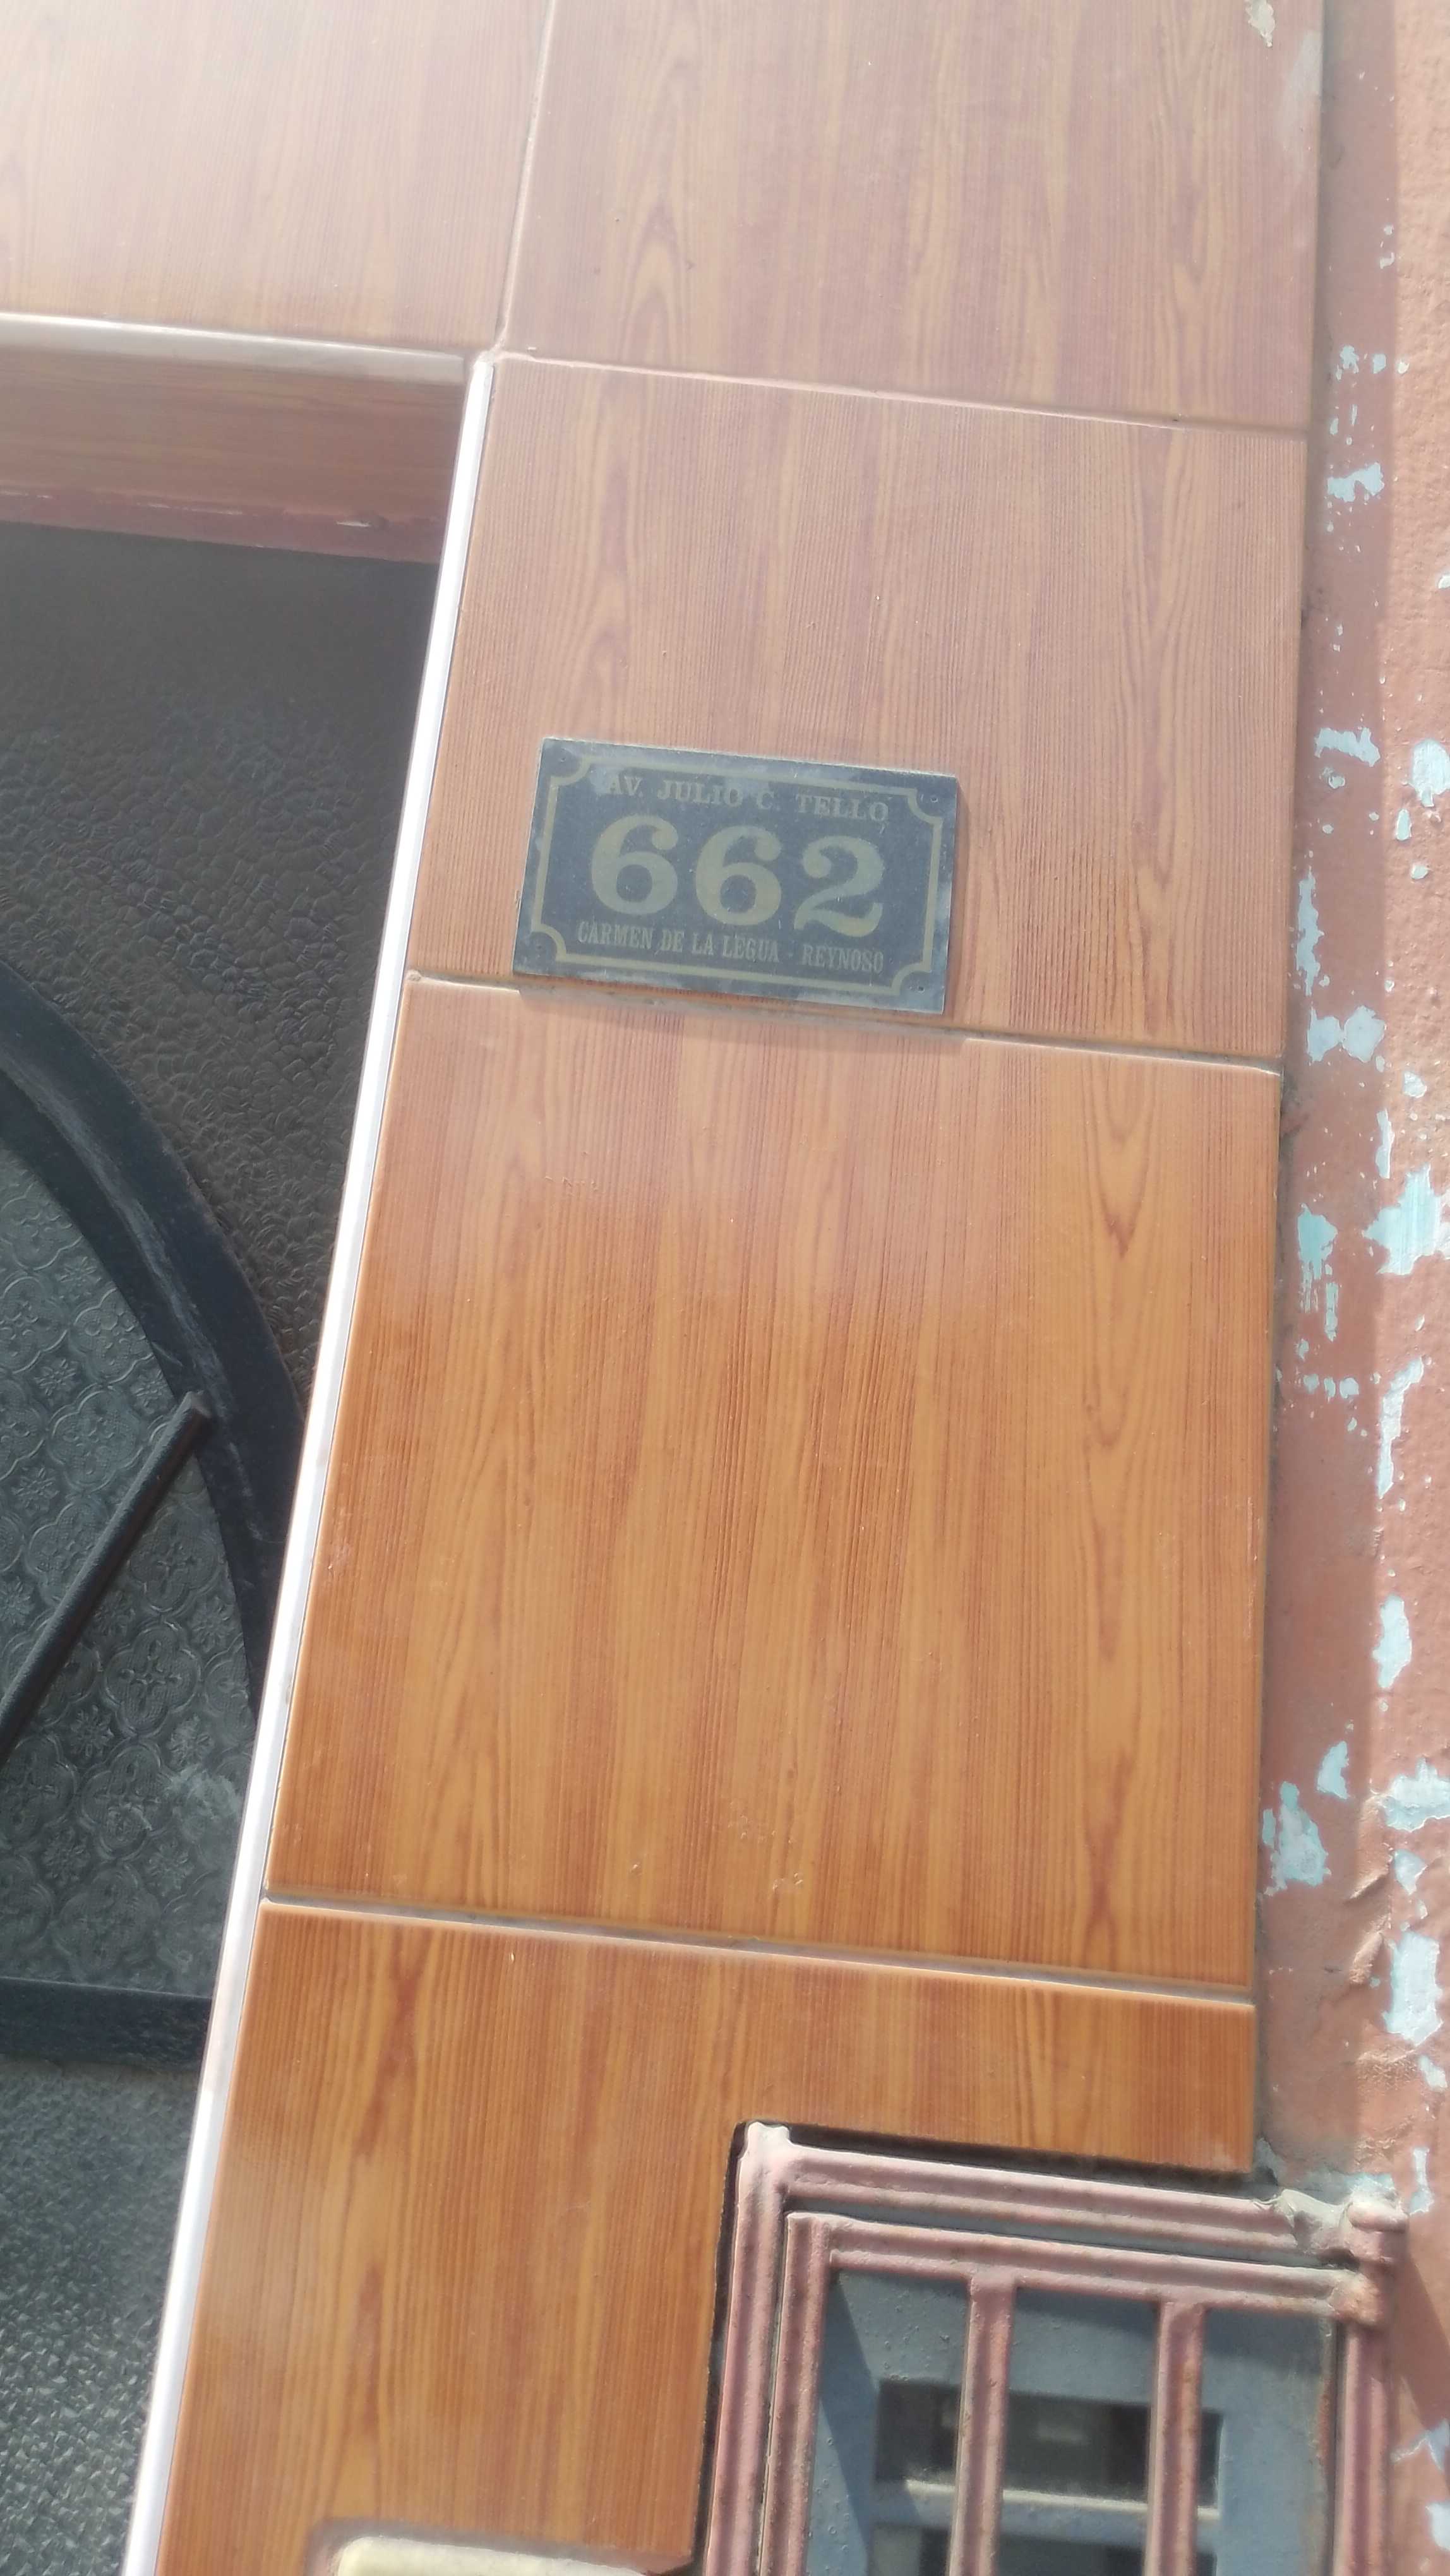 AV. JULIO C. TELLO
662
CARMEN DE LA LEGUA - REYNOSO